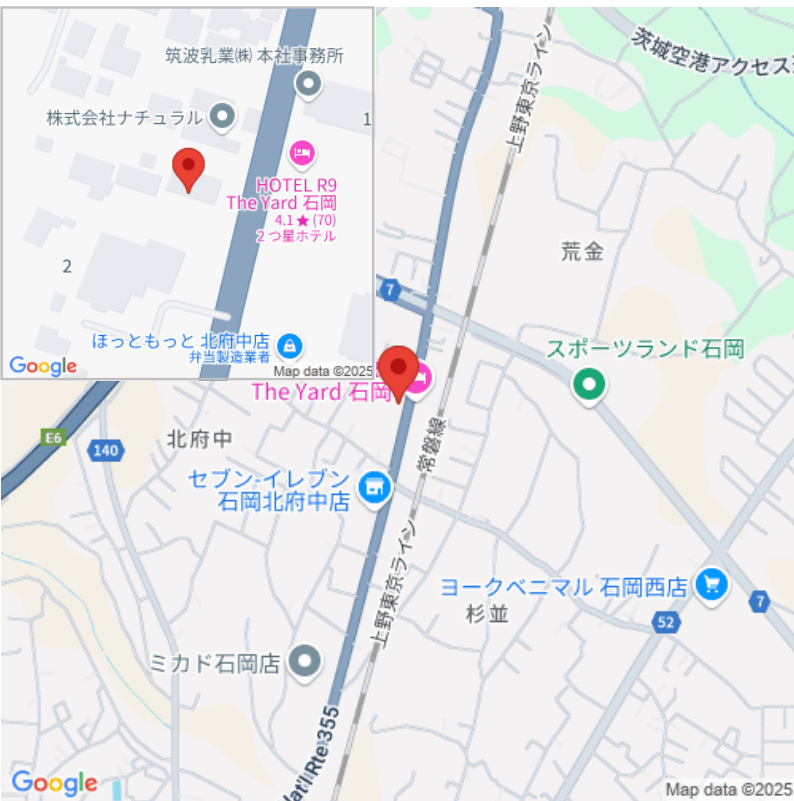 筑波乳業㈱ 本社事務所
株式会社ナチュラル
1
HOTEL R9
The Yard 石岡
4.1★(70)
2 つ星ホテル
2
ほっともっと 北府中店
弁当製造業者
Google
Map data ©2025
上野東京ライン
茨城空港アクセス
荒金
7
スポーツランド石岡
The Yard 石岡
E6
140
北府中
常磐線
セブン-イレブン
石岡北府中店
上野東京ライン
ヨークベニマル 石岡西店
杉並
52
7
ミカド石岡店
Nat'l Rte 355
Google
Map data ©2025